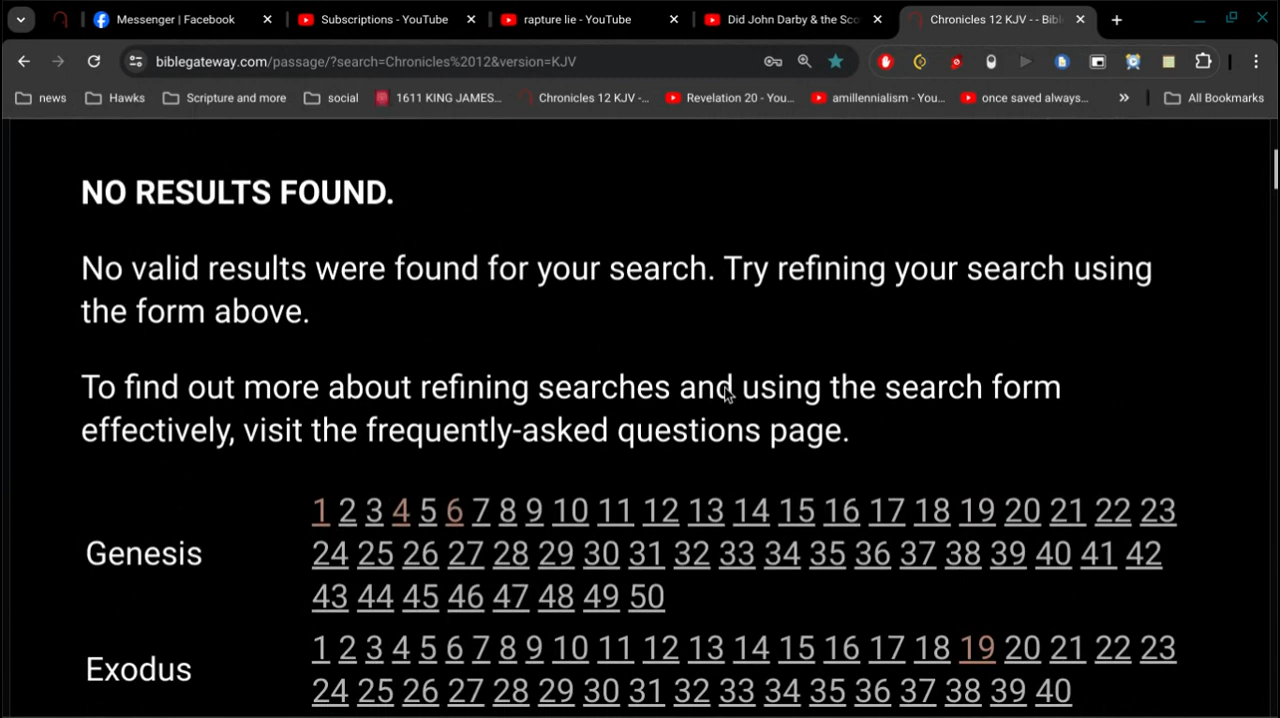 Messenger | Facebook
Subscriptions - YouTube
rapture lie - YouTube
Did John Darby & the Sco
Chronicles 12 KJV - - Bibl
biblegateway.com/passage/?search=Chronicles%2012&version=KJV
news
Hawks
Scripture and more
social
1611 KING JAMES...
Chronicles 12 KJV -...
Revelation 20 - You...
amillennialism - You...
once saved always...
All Bookmarks
NO RESULTS FOUND.
No valid results were found for your search. Try refining your search using
the form above.
To find out more about refining searches and using the search form
effectively, visit the frequently-asked questions page.
Genesis
1 2 3 4 5 6 7 8 9 10 11 12 13 14 15 16 17 18 19 20 21 22 23
24 25 26 27 28 29 30 31 32 33 34 35 36 37 38 39 40 41 42
43 44 45 46 47 48 49 50
Exodus
1 2 3 4 5 6 7 8 9 10 11 12 13 14 15 16 17 18 19 20 21 22 23
24 25 26 27 28 29 30 31 32 33 34 35 36 37 38 39 40